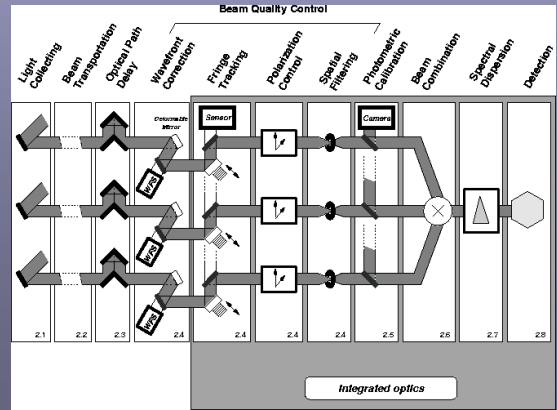 Beam Quality Control
Light
Collecting
Beam
Transportation
Optical Path
Delay
Wavefront
Correction
Fringe
Tracking
Polarization
Control
Spatial
Filtering
Photometric
Calibration
Beam
Combination
Spectral
Dispersion
Detection
Deformable
Mirror
Sensor
Camera
WFS
WFS
WFS
2.1
2.2
2.3
2.4
2.4
2.4
2.4
2.5
2.6
2.7
2.8
Integrated optics